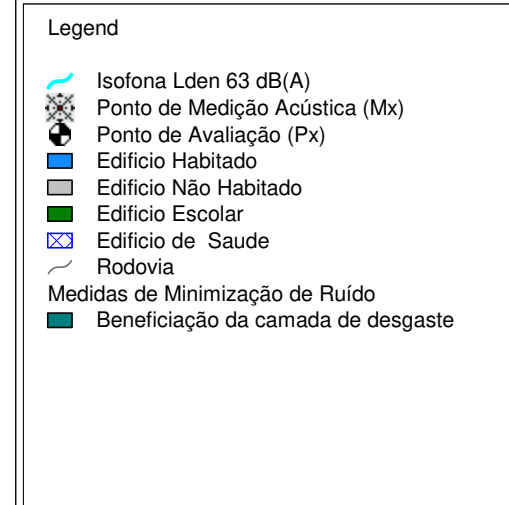 Legend
Isofona Lden 63 dB(A)
Ponto de Medição Acústica (Mx)
Ponto de Avaliação (Px)
Edificio Habitado
Edificio Não Habitado
Edificio Escolar
Edificio de  Saude
Rodovia
Medidas de Minimização de Ruído
Beneficiação da camada de desgaste